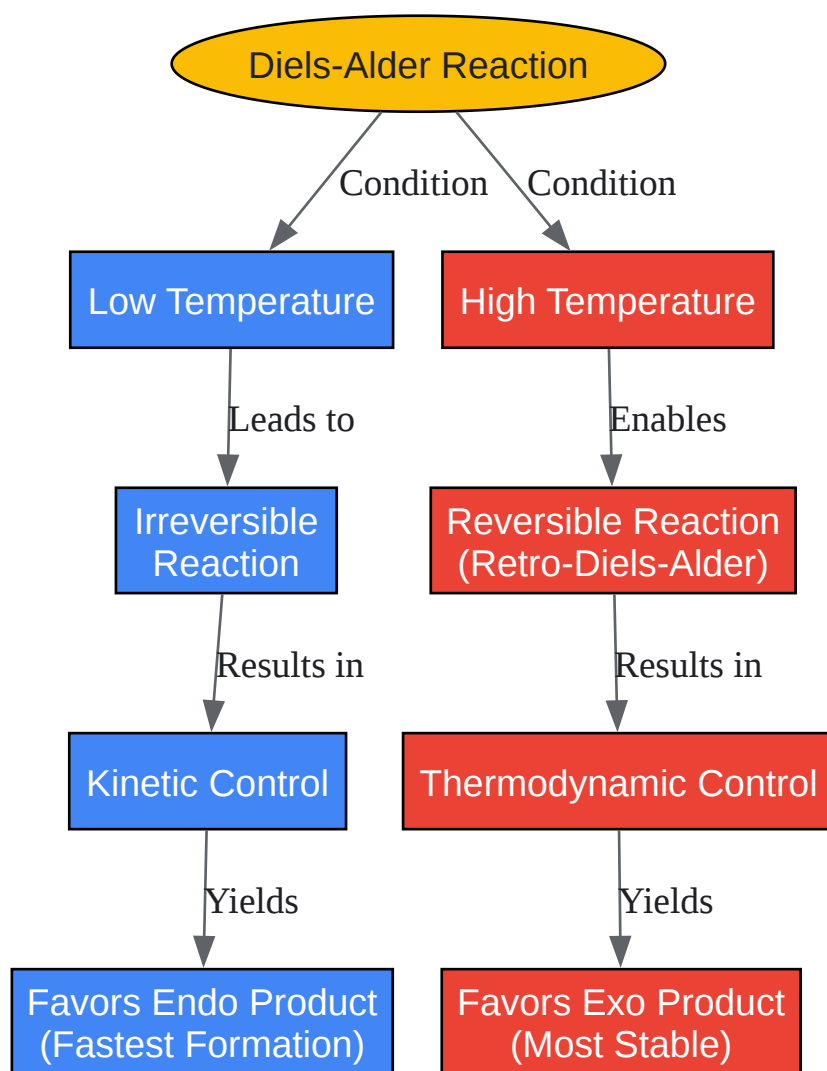 Diels-Alder Reaction
Condition
Condition
Low Temperature
High Temperature
Leads to
Enables
Irreversible
Reaction
Reversible Reaction
(Retro-Diels-Alder)
Results in
Results in
Kinetic Control
Thermodynamic Control
Yields
Yields
Favors Endo Product
(Fastest Formation)
Favors Exo Product
(Most Stable)